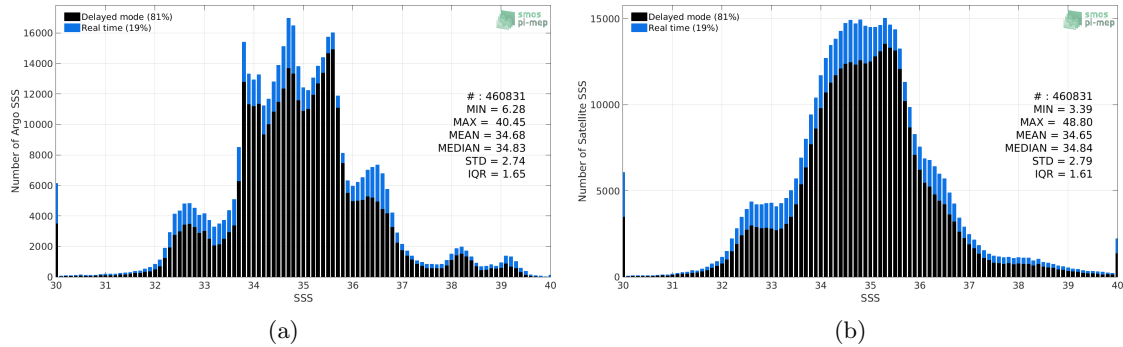 Delayed mode (81%)
Real time (19%)
smos
pi-mep
# : 460831
MIN = 6.28
MAX = 40.45
MEAN = 34.68
MEDIAN = 34.83
STD = 2.74
IQR = 1.65
Number of Argo SSS
16000
14000
12000
10000
8000
6000
4000
2000
0
30 31 32 33 34 35 36 37 38 39 40
SSS
(a)
Delayed mode (81%)
Real time (19%)
smos
pi-mep
# : 460831
MIN = 3.39
MAX = 48.80
MEAN = 34.65
MEDIAN = 34.84
STD = 2.79
IQR = 1.61
Number of Satellite SSS
15000
10000
5000
0
30 31 32 33 34 35 36 37 38 39 40
SSS
(b)